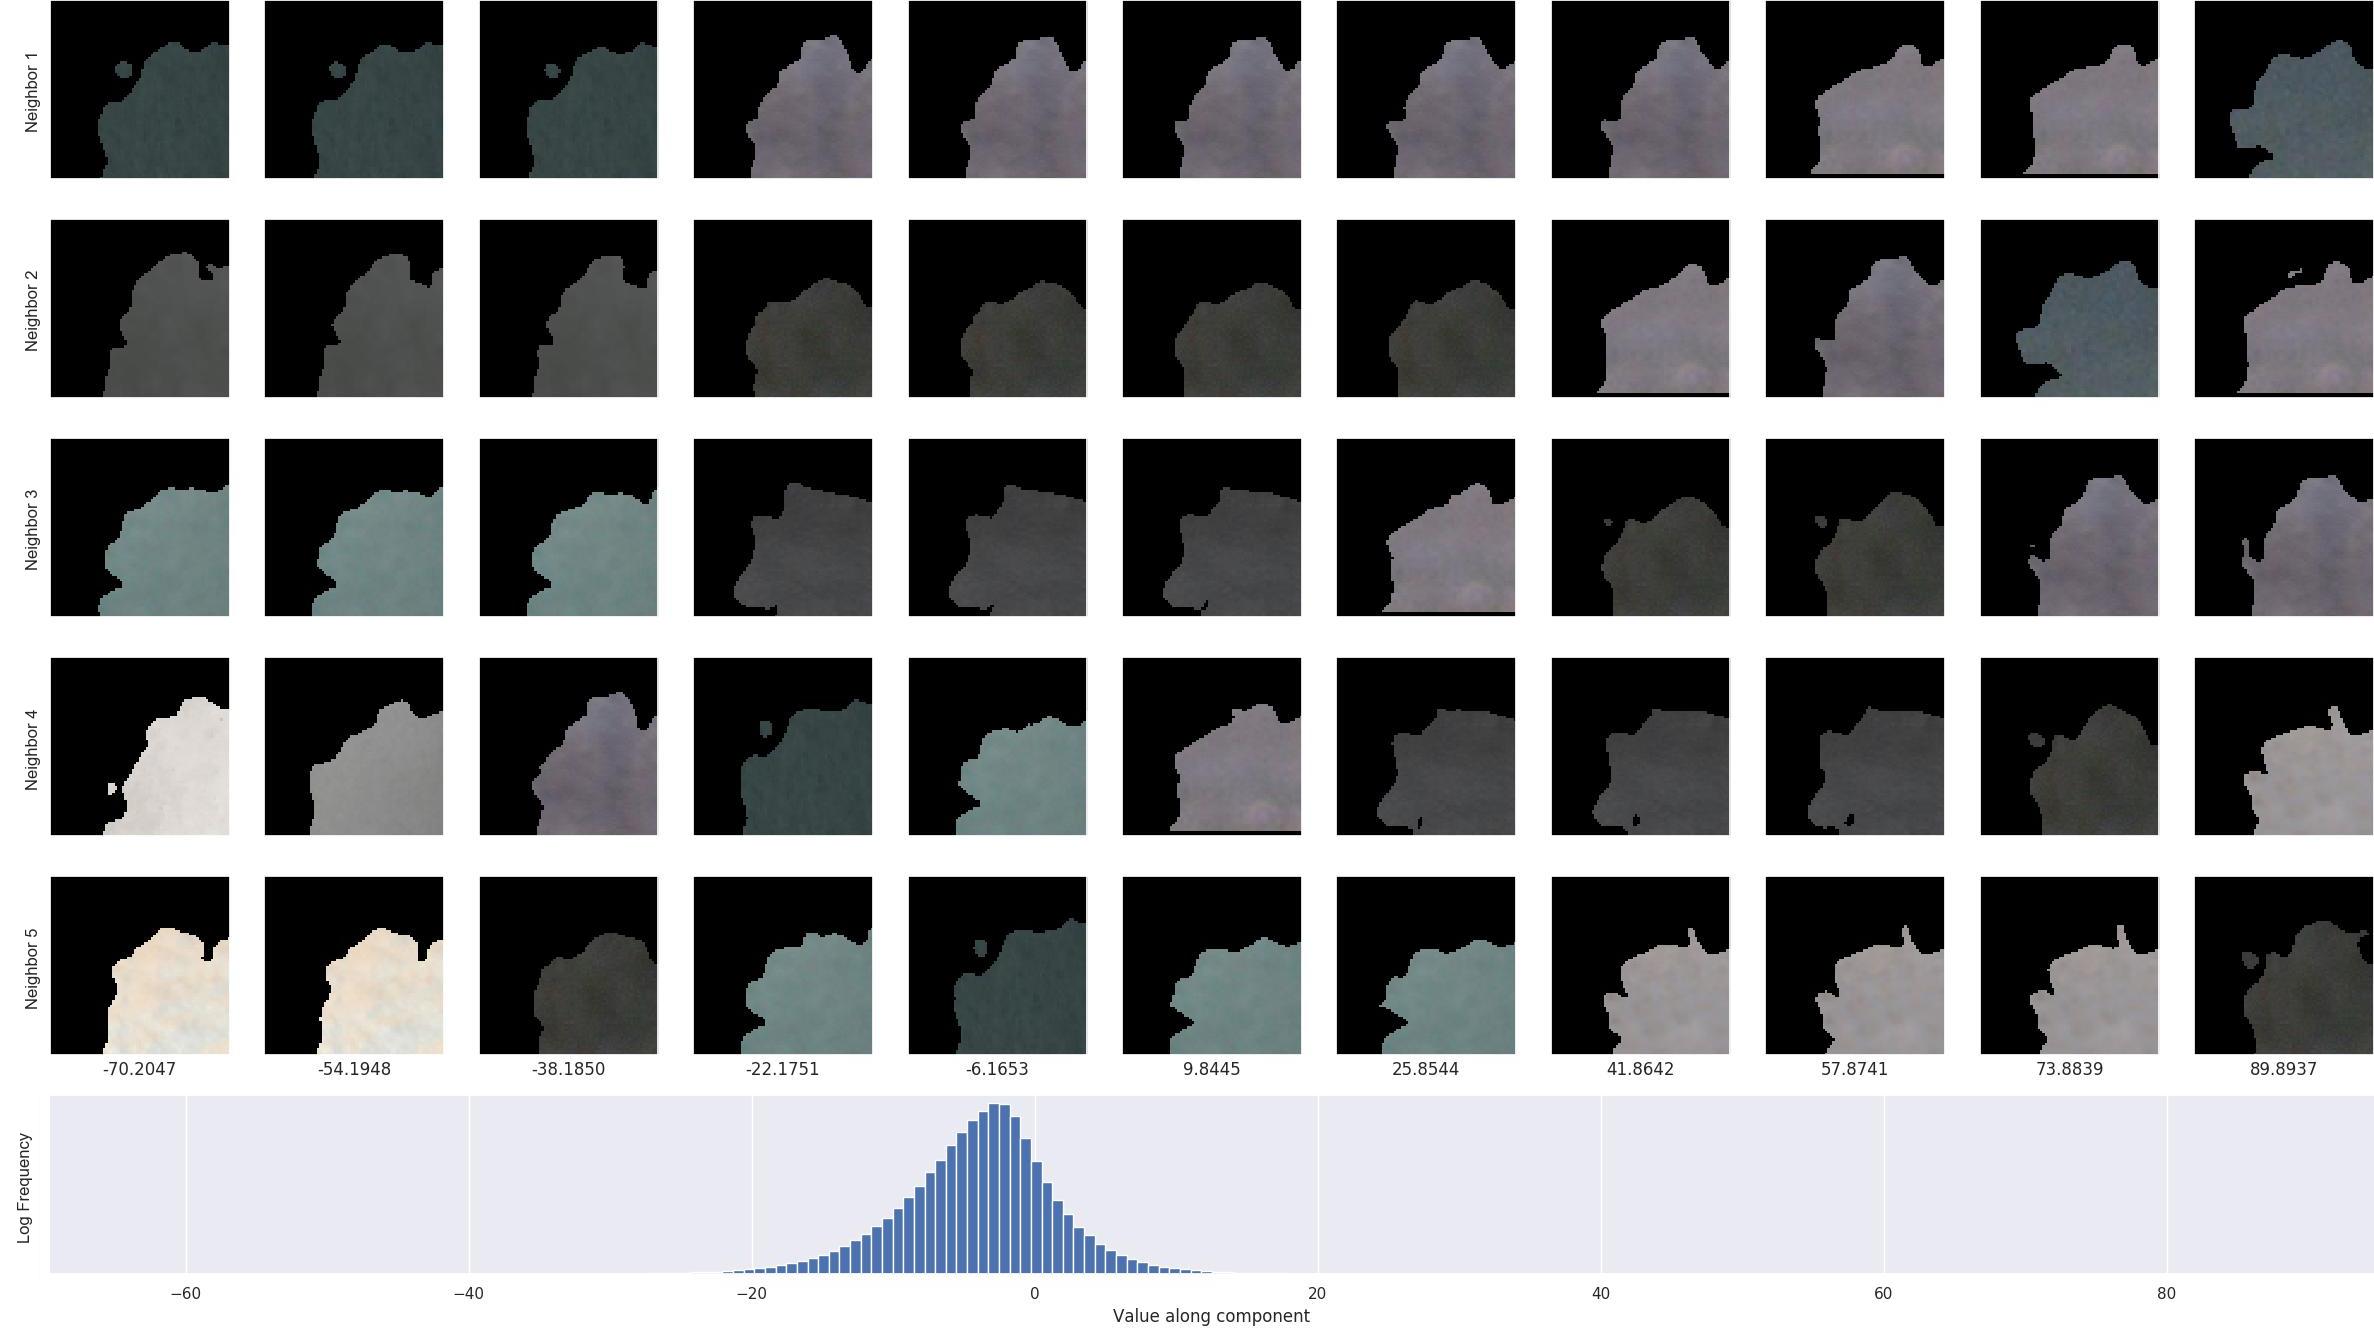 Neighbor 1
Neighbor 2
Neighbor 3
Neighbor 4
Neighbor 5
-70.2047 -54.1948 -38.1850 -22.1751 -6.1653 9.8445 25.8544 41.8642 57.8741 73.8839 89.8937
Log Frequency
−60 −40 −20 0 20 40 60 80
Value along component